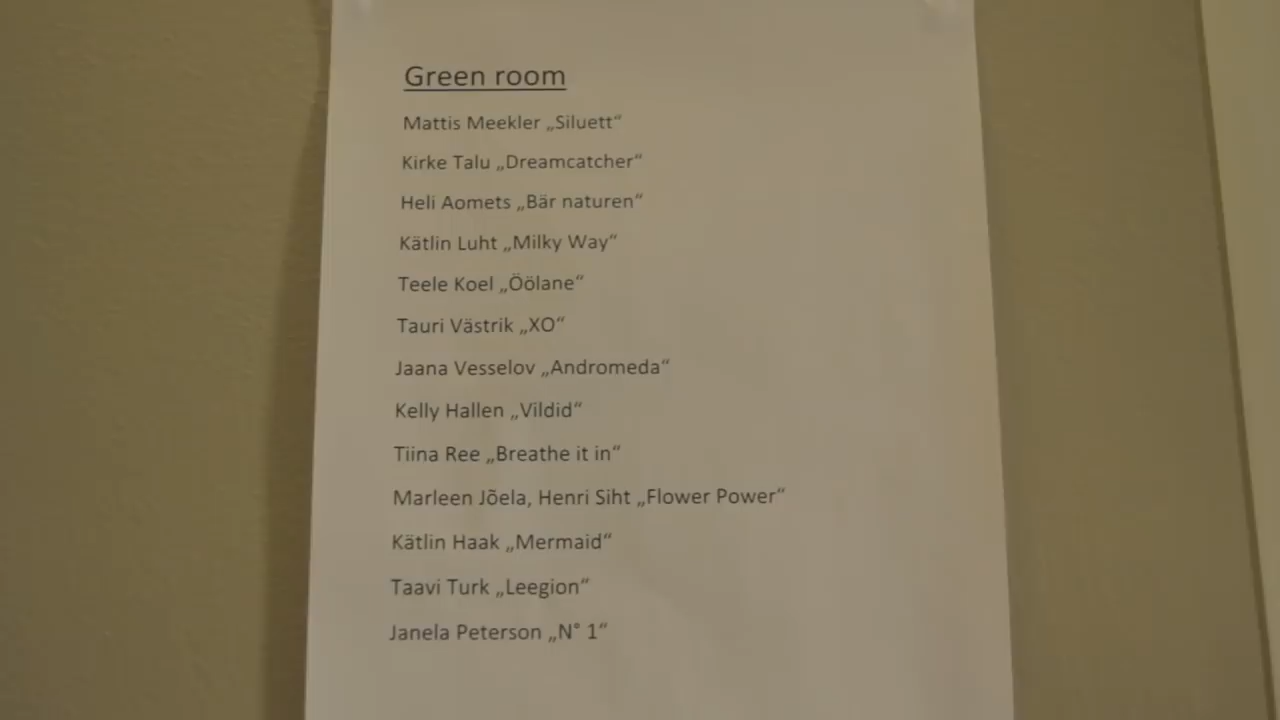 Green room
Mattis Meekler „Siluett“
Kirke Talu „Dreamcatcher“
Heli Aomets „Bär naturen“
Kätlin Luht „Milky Way“
Teele Koel „Öölane“
Tauri Västrik „XO“
Jaana Vesselov „Andromeda“
Kelly Hallen „Vildid“
Tiina Ree „Breathe it in“
Marleen Jõela, Henri Siht „Flower Power“
Kätlin Haak „Mermaid“
Taavi Turk „Leegion“
Janela Peterson „N° 1“